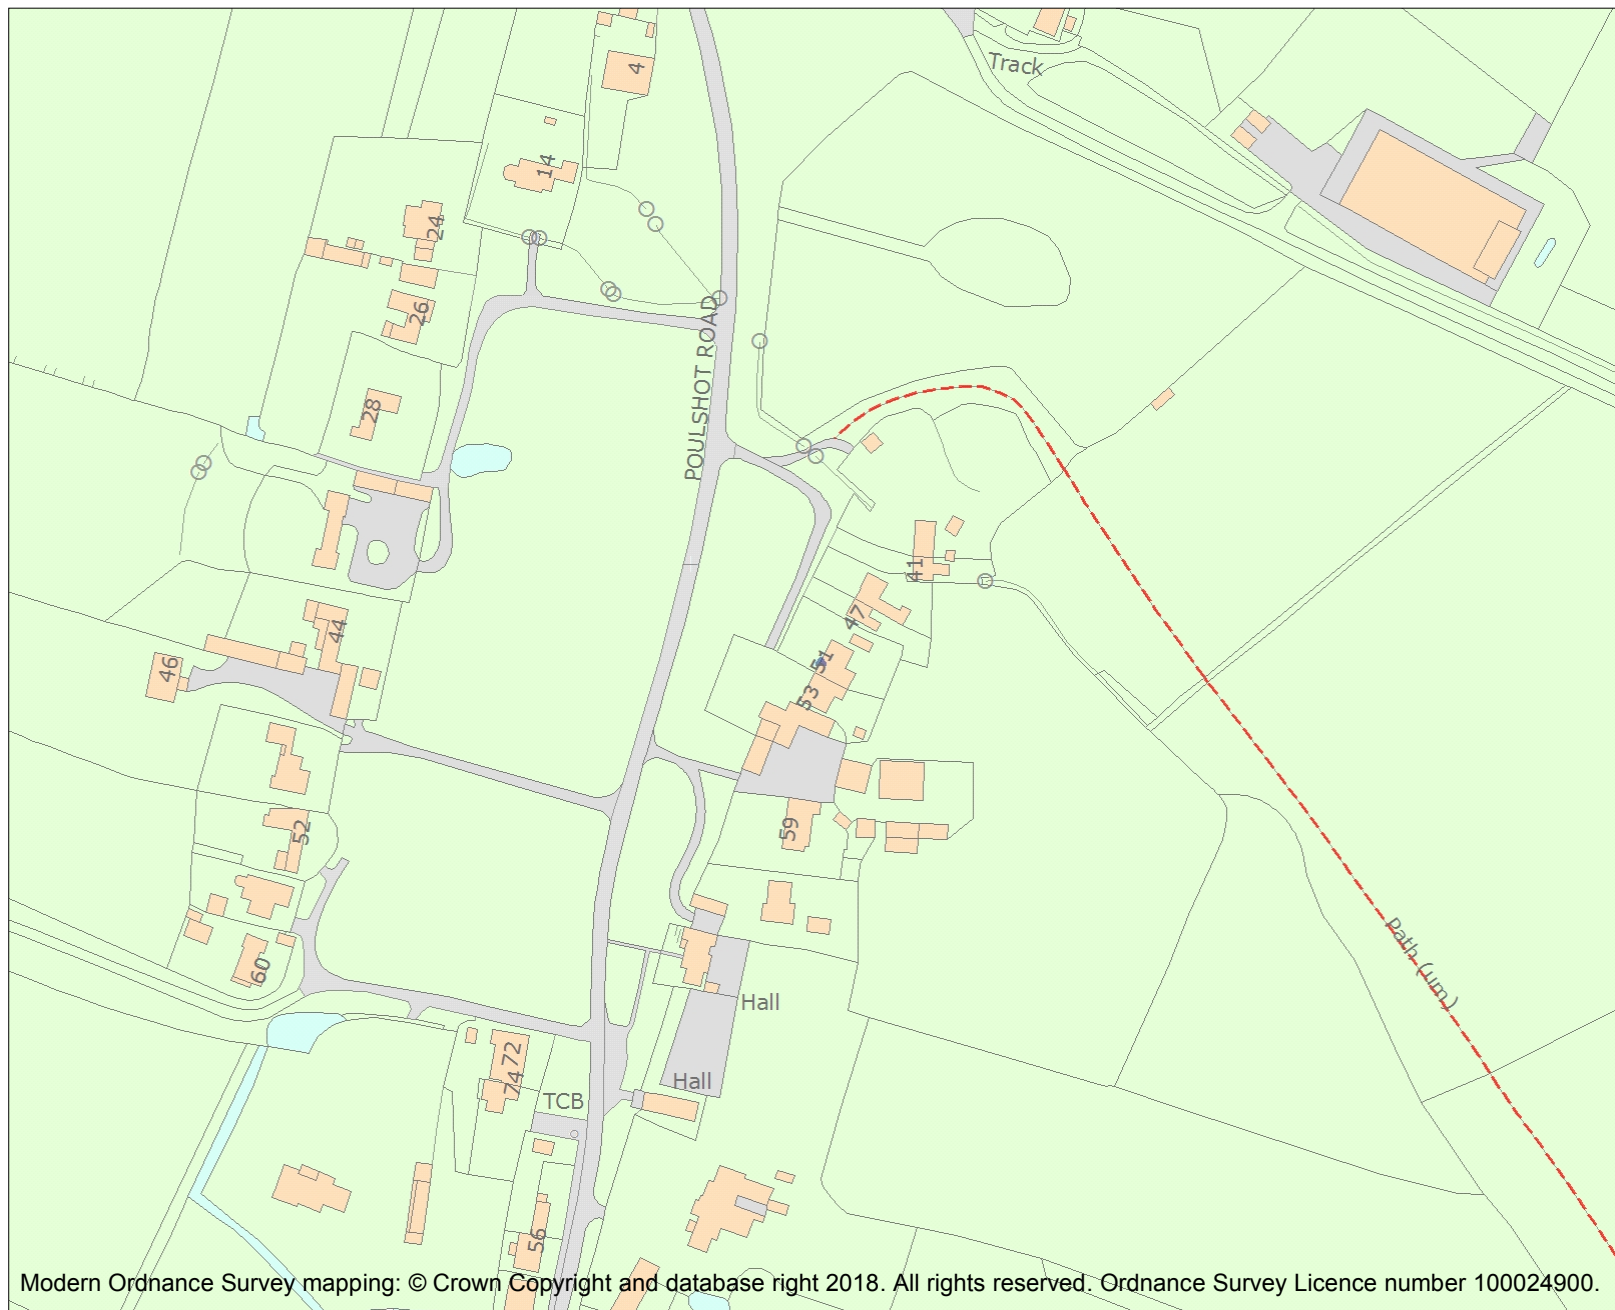 Track
4
14
24
26
28
POULSHOT ROAD
41
47
44
51
46
53
59
52
60
Path (um)
Hall
72
74
Hall
TCB
56
Modern Ordnance Survey mapping: © Crown Copyright and database right 2018. All rights reserved. Ordnance Survey Licence number 100024900.